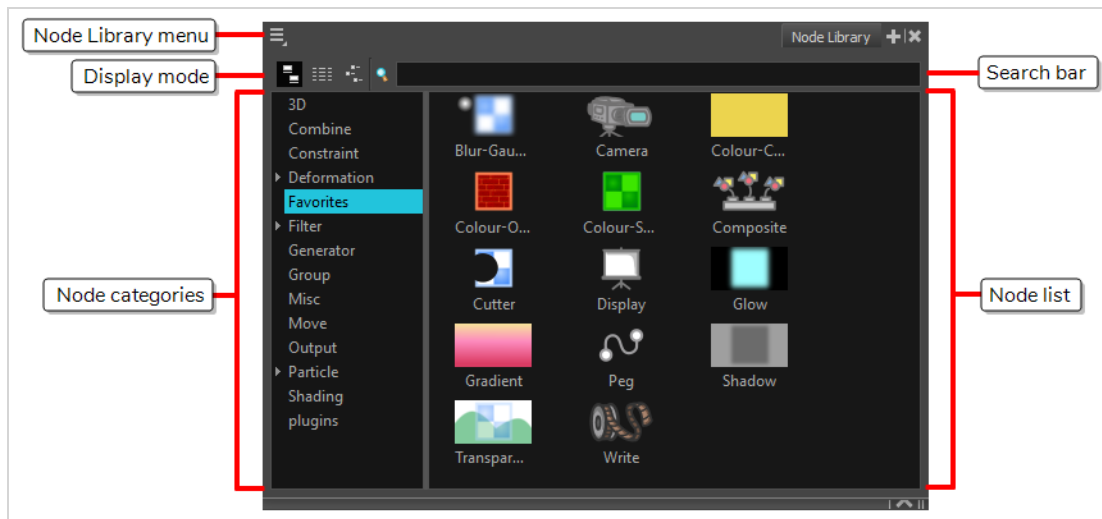 Node Library menu
Node Library
Display mode
Search bar
3D
Combine
Constraint
Deformation
Favorites
Filter
Generator
Group
Misc
Move
Output
Particle
Shading
plugins
Node categories
Blur-Gau...
Camera
Colour-C...
Colour-O...
Colour-S...
Composite
Cutter
Display
Glow
Gradient
Peg
Shadow
Transpar...
Write
Node list